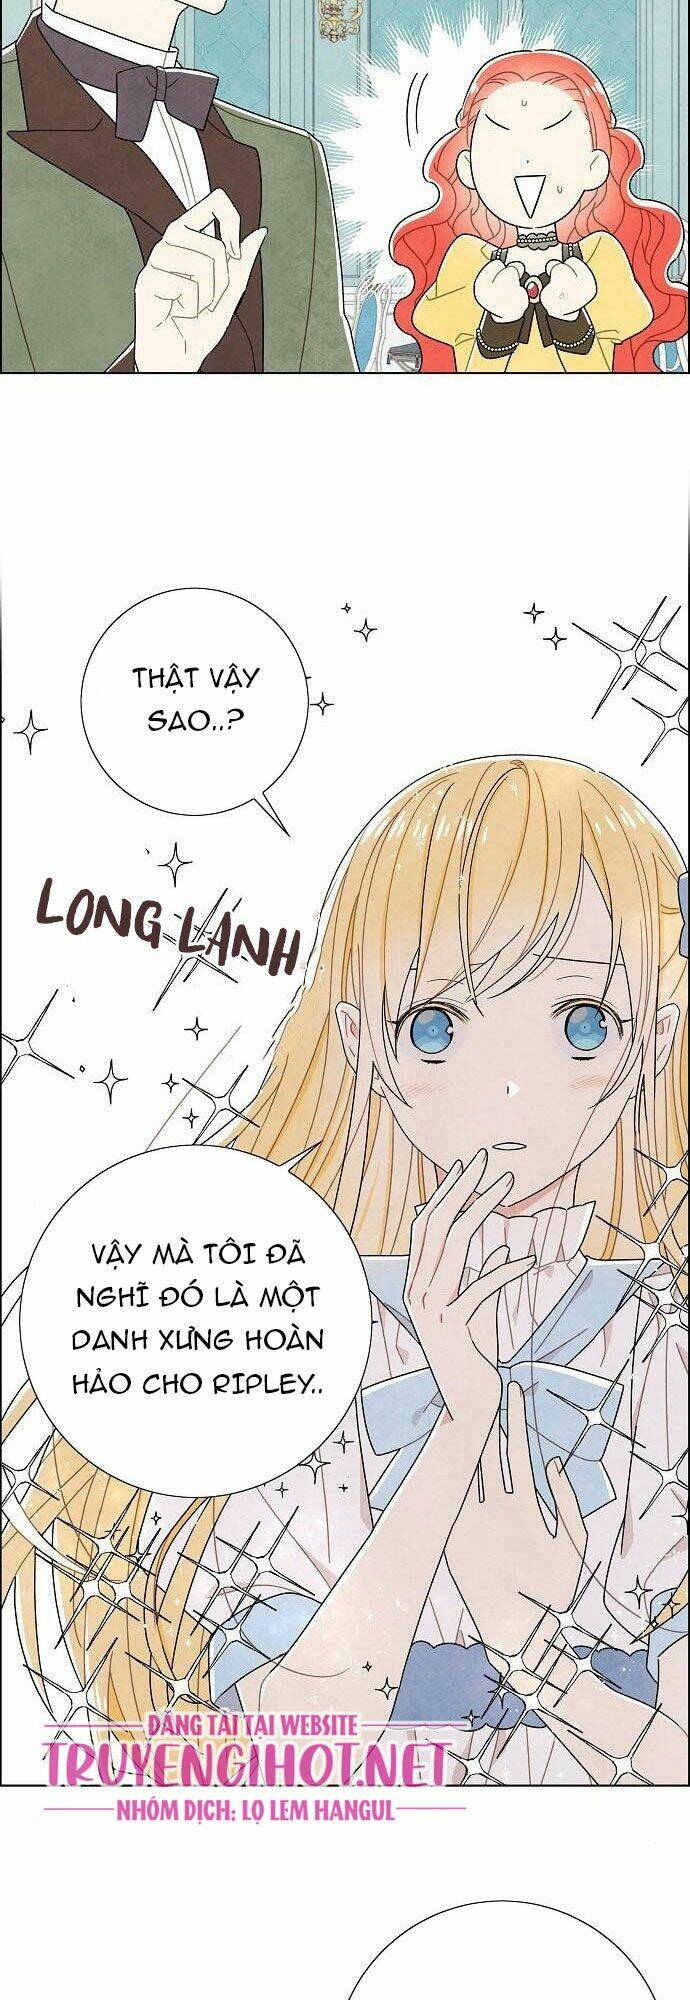 THẬT VẬY
SAO..?
LONG LANH
VẬY MÀ TÔI ĐÃ
NGHĨ ĐÓ LÀ MỘT
DANH XƯNG HOÀN
HẢO CHO RIPLEY..
ĐĂNG TẢI TẠI WEBSITE
TRUYENGIHOT.NET
NHÓM DỊCH: LỌ LEM HANGUL